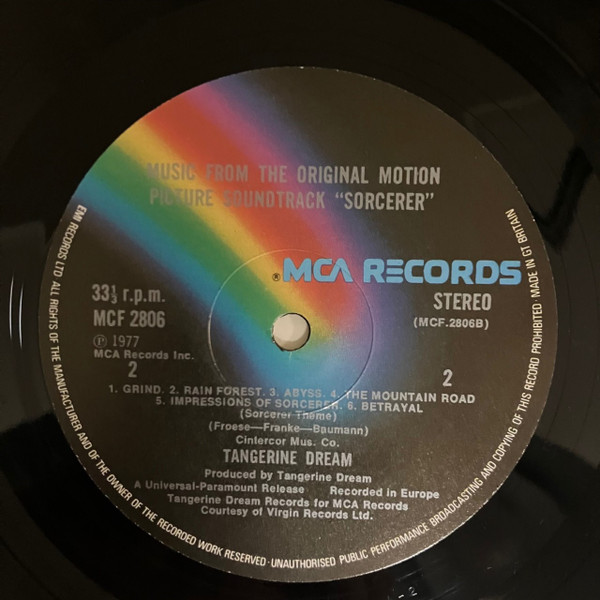 MUSIC FROM THE ORIGINAL MOTION
PICTURE SOUNDTRACK "SORCERER"
® MCA RECORDS
33⅓ r.p.m.
STEREO
MCF 2806
(MCF.2806B)
Ⓟ 1977
MCA Records Inc.
2
2
1. GRIND. 2. RAIN FOREST. 3. ABYSS. 4. THE MOUNTAIN ROAD
5. IMPRESSIONS OF SORCERER. 6. BETRAYAL
(Sorcerer Theme)
(Froese—Franke—Baumann)
Cintercor Mus. Co.
TANGERINE DREAM
Produced by Tangerine Dream
A Universal-Paramount Release Recorded in Europe
Tangerine Dream Records for MCA Records
Courtesy of Virgin Records Ltd.
EMI RECORDS LTD ALL RIGHTS OF THE MANUFACTURER AND OF THE OWNER OF THE RECORDED WORK RESERVED · UNAUTHORISED PUBLIC PERFORMANCE BROADCASTING AND COPYING OF THIS RECORD PROHIBITED · MADE IN GT BRITAIN